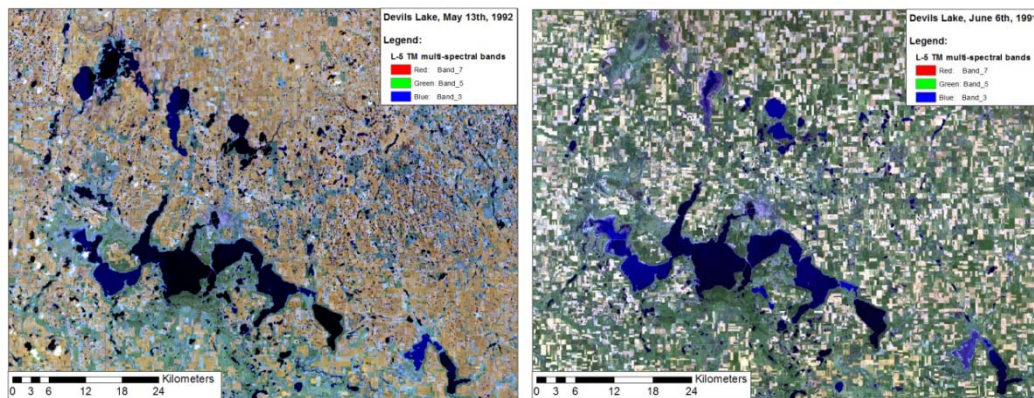 Devils Lake, May 13th, 1992
Legend:
L-5 TM multi-spectral bands
Red: Band_7
Green: Band_5
Blue: Band_3
0 3 6 12 18 24 Kilometers
Devils Lake, June 6th, 199
Legend:
L-5 TM multi-spectral bands
Red: Band_7
Green: Band_5
Blue: Band_3
0 3 6 12 18 24 Kilometers